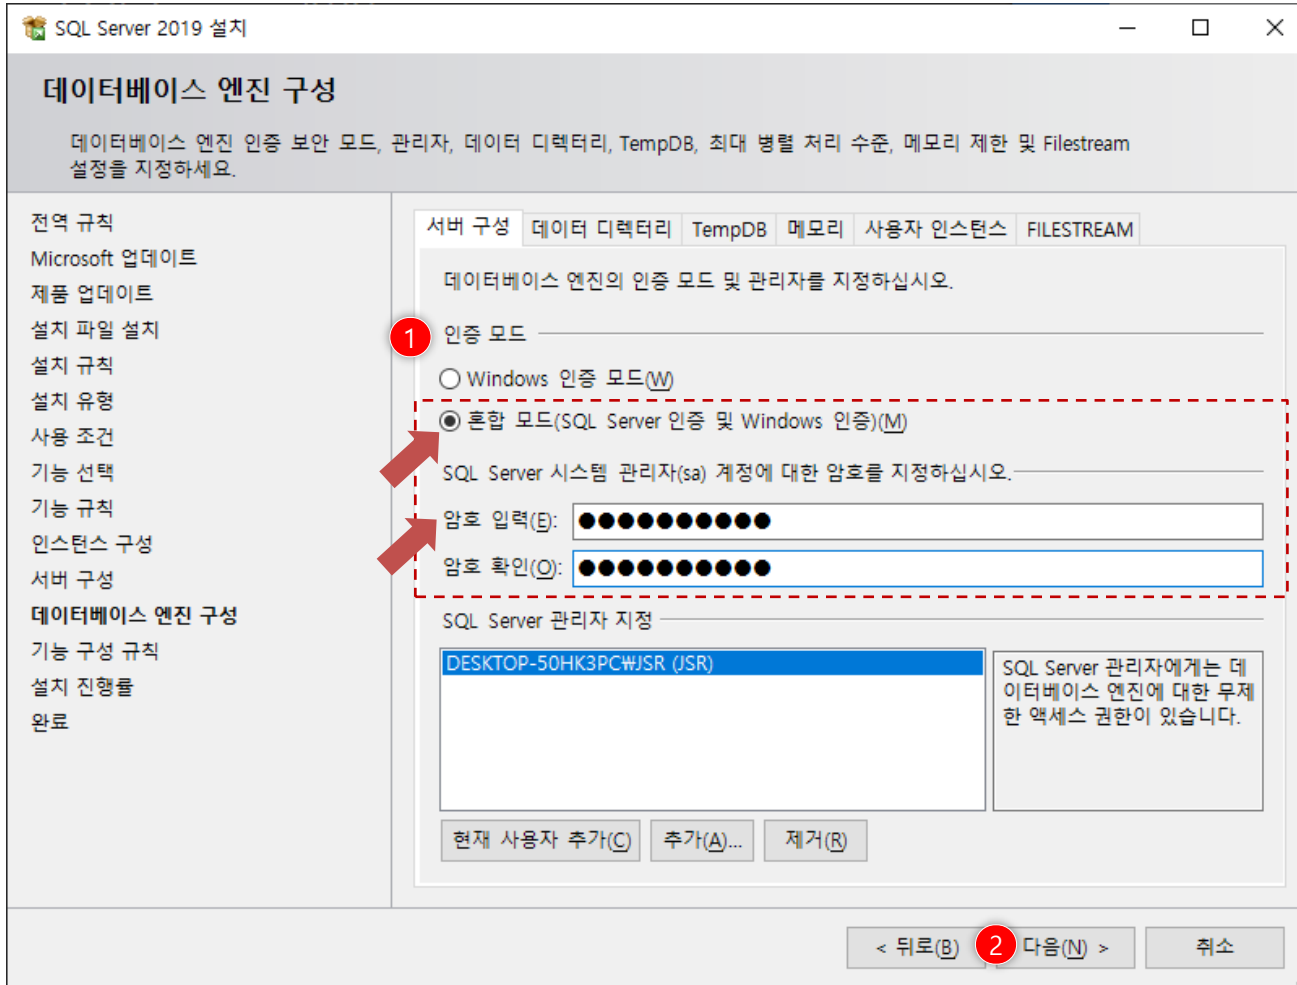 SQL Server 2019 설치
데이터베이스 엔진 구성
데이터베이스 엔진 인증 보안 모드, 관리자, 데이터 디렉터리, TempDB, 최대 병렬 처리 수준, 메모리 제한 및 Filestream
설정을 지정하세요.
전역 규칙
Microsoft 업데이트
제품 업데이트
설치 파일 설치
설치 규칙
설치 유형
사용 조건
기능 선택
기능 규칙
인스턴스 구성
서버 구성
데이터베이스 엔진 구성
기능 구성 규칙
설치 진행률
완료
서버 구성 데이터 디렉터리 TempDB 메모리 사용자 인스턴스 FILESTREAM
데이터베이스 엔진의 인증 모드 및 관리자를 지정하십시오.
1 인증 모드
Windows 인증 모드(W)
혼합 모드(SQL Server 인증 및 Windows 인증)(M)
SQL Server 시스템 관리자(sa) 계정에 대한 암호를 지정하십시오.
암호 입력(E): ●●●●●●●●●●
암호 확인(O): ●●●●●●●●●●
SQL Server 관리자 지정
DESKTOP-50HK3PC₩JSR (JSR)
SQL Server 관리자에게는 데
이터베이스 엔진에 대한 무제
한 액세스 권한이 있습니다.
현재 사용자 추가(C) 추가(A)... 제거(R)
< 뒤로(B) 2 다음(N) > 취소